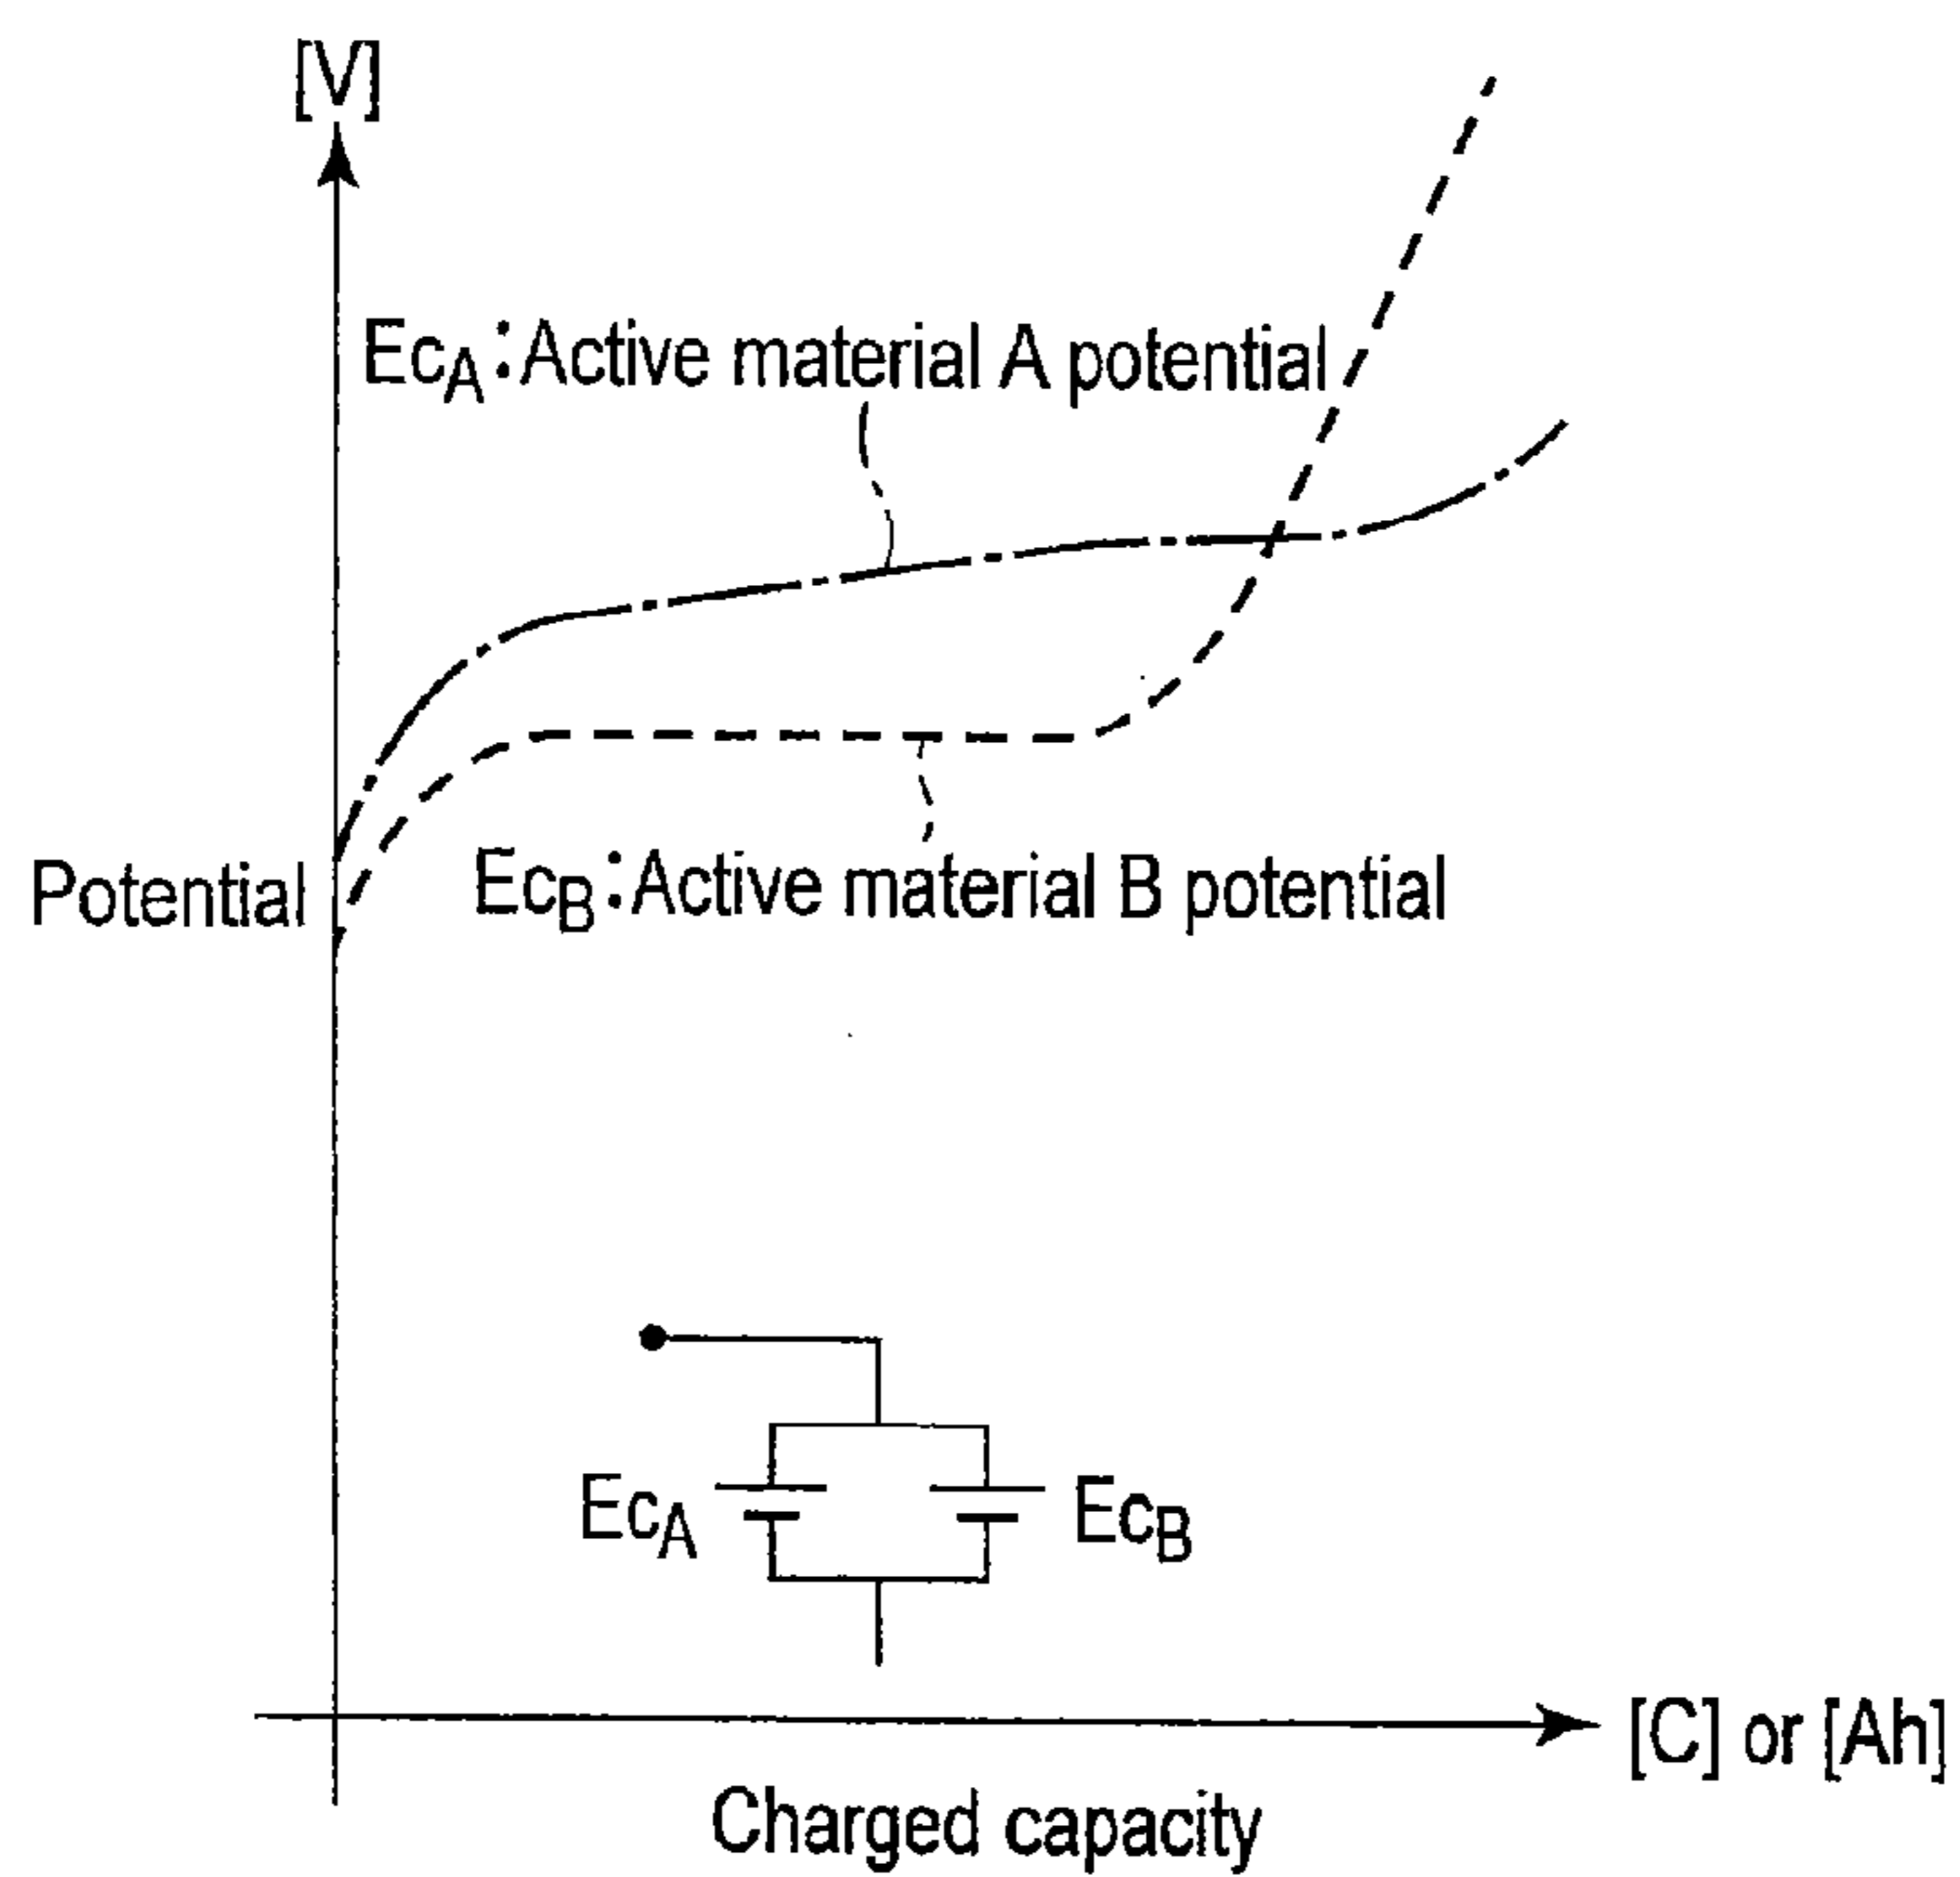 [V]
EcA:Active material A potential
Potential
EcB:Active material B potential
EcA
EcB
[C] or [Ah]
Charged capacity